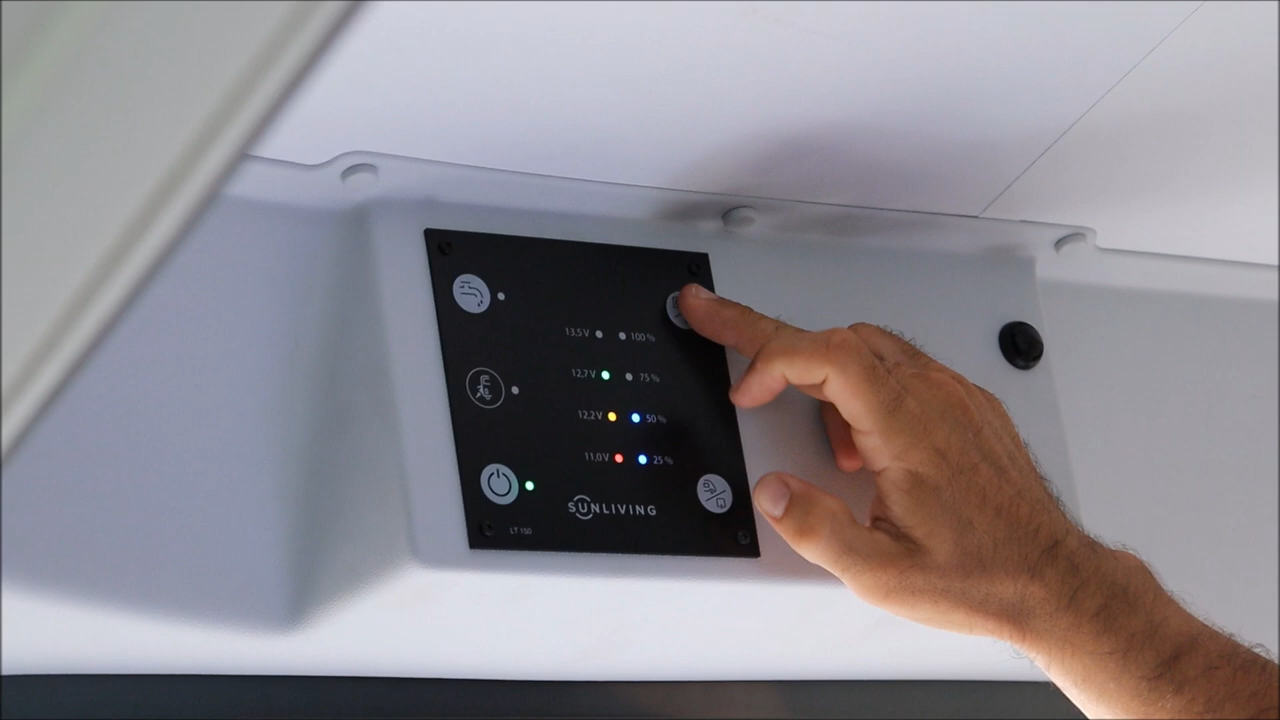 13,5 V 100 %
12,7 V 75 %
12,2 V 50 %
11,0 V 25 %
SUNLIVING
LT 150